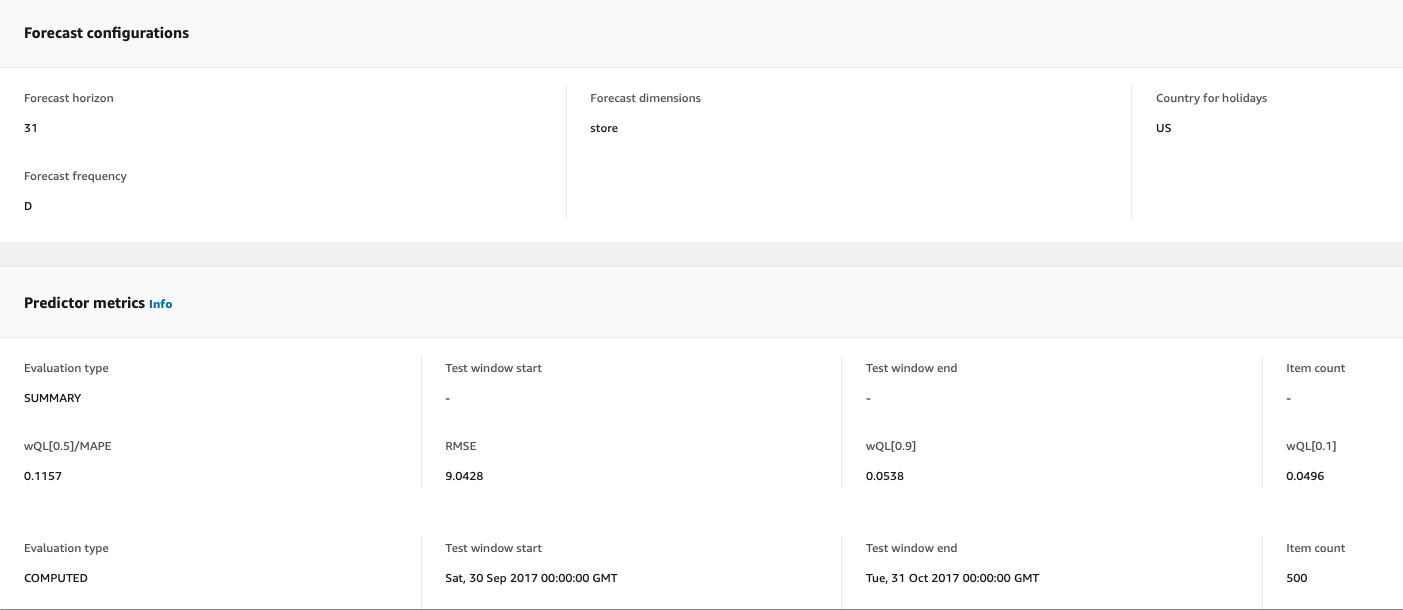 Forecast configurations
Forecast horizon
31
Forecast dimensions
store
Country for holidays
US
Forecast frequency
D
Predictor metrics Info
Evaluation type
SUMMARY
Test window start
-
Test window end
-
Item count
-
wQL[0.5]/MAPE
0.1157
RMSE
9.0428
wQL[0.9]
0.0538
wQL[0.1]
0.0496
Evaluation type
COMPUTED
Test window start
Sat, 30 Sep 2017 00:00:00 GMT
Test window end
Tue, 31 Oct 2017 00:00:00 GMT
Item count
500